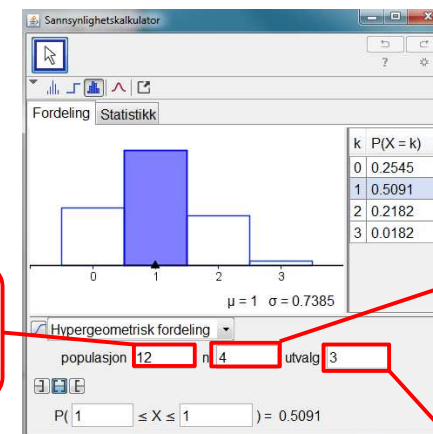 Sannsynlighetskalkulator
?
Fordeling Statistikk
k P(X = k)
0 0.2545
1 0.5091
2 0.2182
3 0.0182
0 1 2 3
μ = 1 σ = 0.7385
Hypergeometrisk fordeling
populasjon 12 n 4 utvalg 3
P( 1 ≤ X ≤ 1 ) = 0.5091